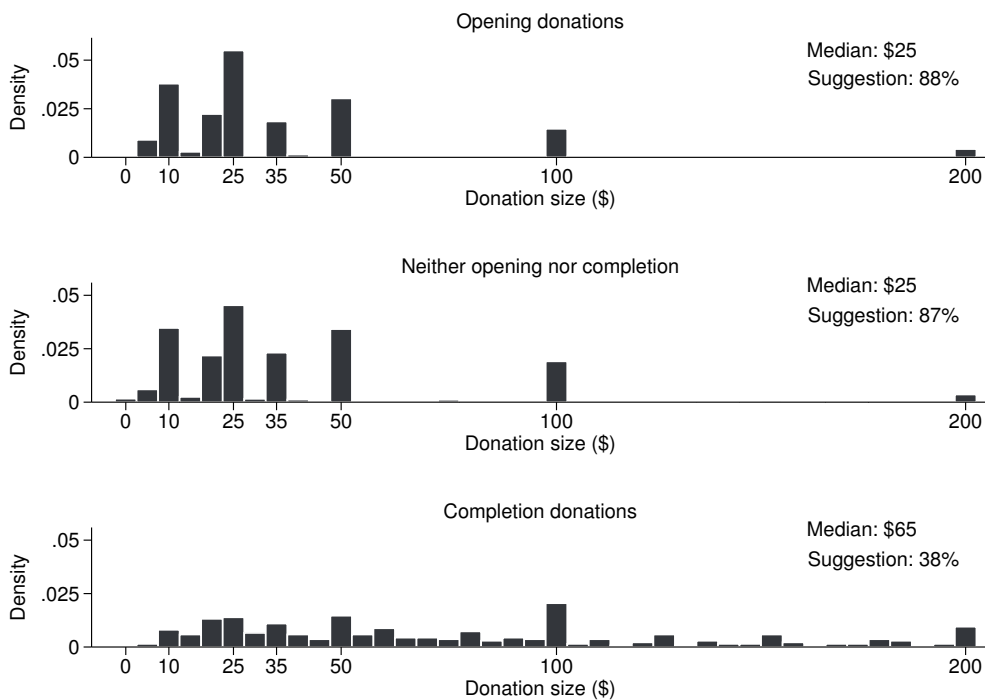 Opening donations
Median: $25
Suggestion: 88%
Density
.05
.025
0
0 10 25 35 50 100 200
Donation size ($)
Neither opening nor completion
Median: $25
Suggestion: 87%
Density
.05
.025
0
0 10 25 35 50 100 200
Donation size ($)
Completion donations
Median: $65
Suggestion: 38%
Density
.05
.025
0
0 10 25 35 50 100 200
Donation size ($)